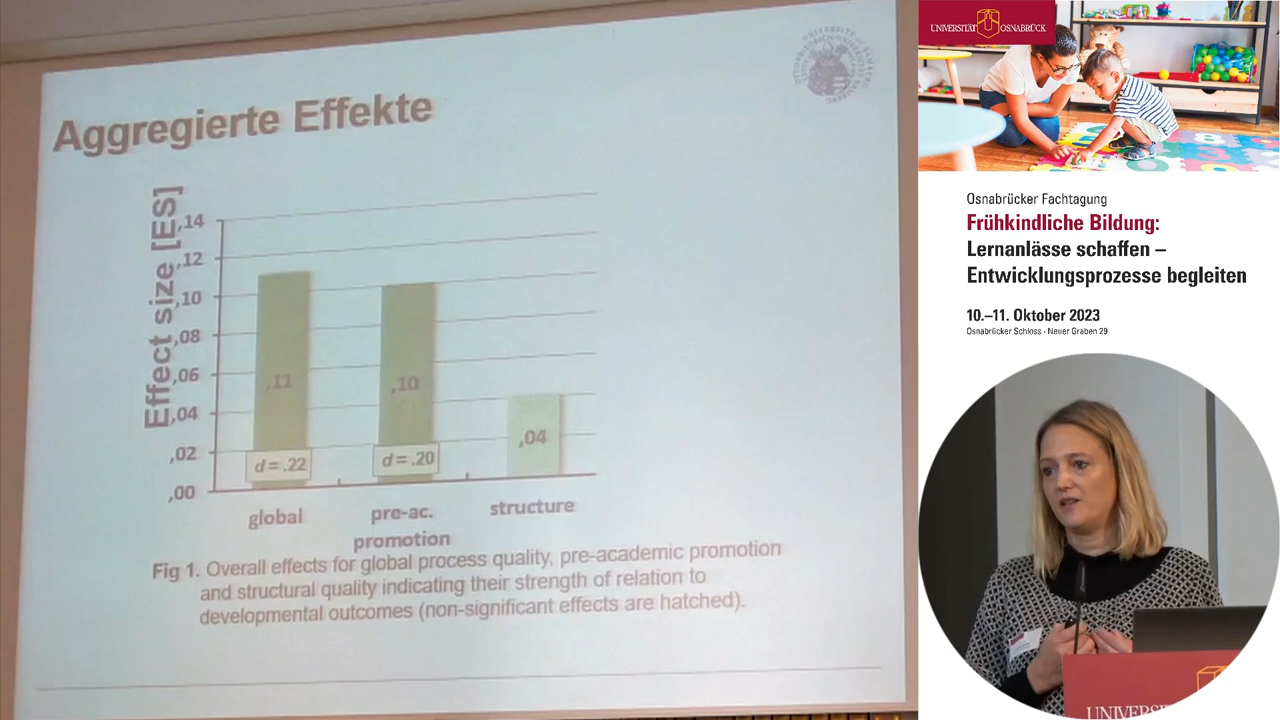 Aggregierte Effekte
Effect size [ES]
,14
,12
,10
,08
,06
,04
,02
,00
,11
,10
,04
d = .22
d = .20
global
pre-ac.
promotion
structure
Fig 1. Overall effects for global process quality, pre-academic promotion
and structural quality indicating their strength of relation to
developmental outcomes (non-significant effects are hatched).
UNIVERSITÄT OSNABRÜCK
Osnabrücker Fachtagung
Frühkindliche Bildung:
Lernanlässe schaffen –
Entwicklungsprozesse begleiten
10.–11. Oktober 2023
Osnabrücker Schloss · Neuer Graben 29